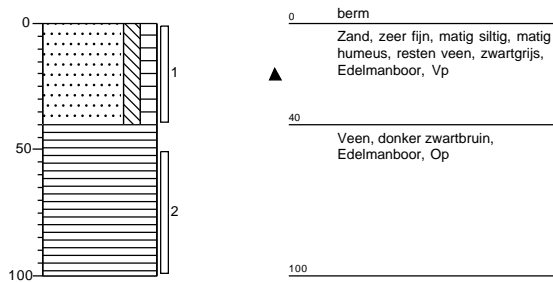 0
50
100
1
2
0
berm
Zand, zeer fijn, matig siltig, matig
humeus, resten veen, zwartgrijs,
Edelmanboor, Vp
40
Veen, donker zwartbruin,
Edelmanboor, Op
100